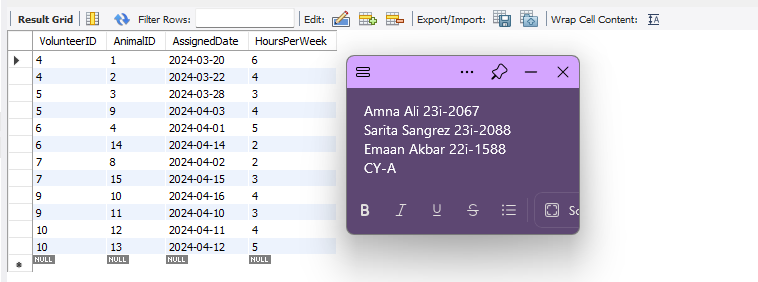 Result Grid Filter Rows: Edit: Export/Import: Wrap Cell Content:
VolunteerID AnimalID AssignedDate HoursPerWeek
4 1 2024-03-20 6
4 2 2024-03-22 4
5 3 2024-03-28 3
5 9 2024-04-03 4
6 4 2024-04-01 5
6 14 2024-04-14 2
7 8 2024-04-02 2
7 15 2024-04-15 3
9 10 2024-04-16 4
9 11 2024-04-10 3
10 12 2024-04-11 4
10 13 2024-04-12 5
NULL NULL NULL NULL
Amna Ali 23i-2067
Sarita Sangrez 23i-2088
Emaan Akbar 22i-1588
CY-A
B I U S Sc